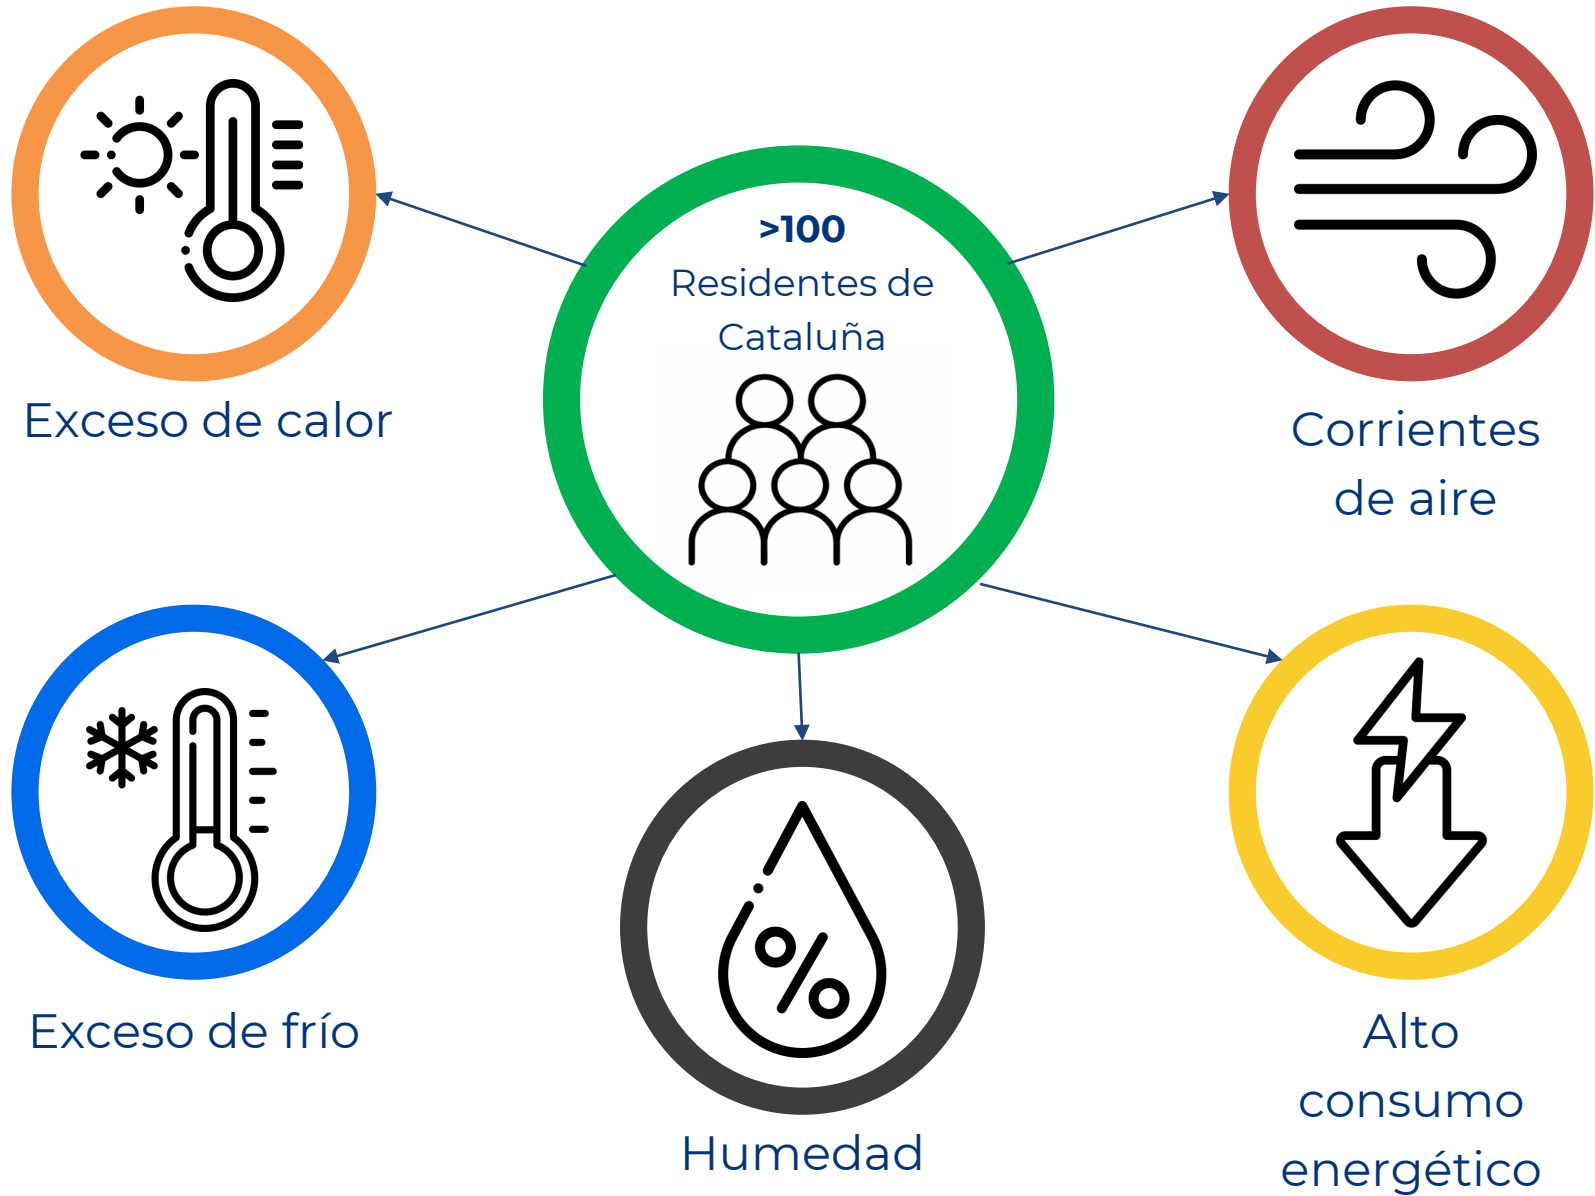 >100
Residentes de
Cataluña
Exceso de calor
Corrientes
de aire
Exceso de frío
%
Humedad
Alto
consumo
energético